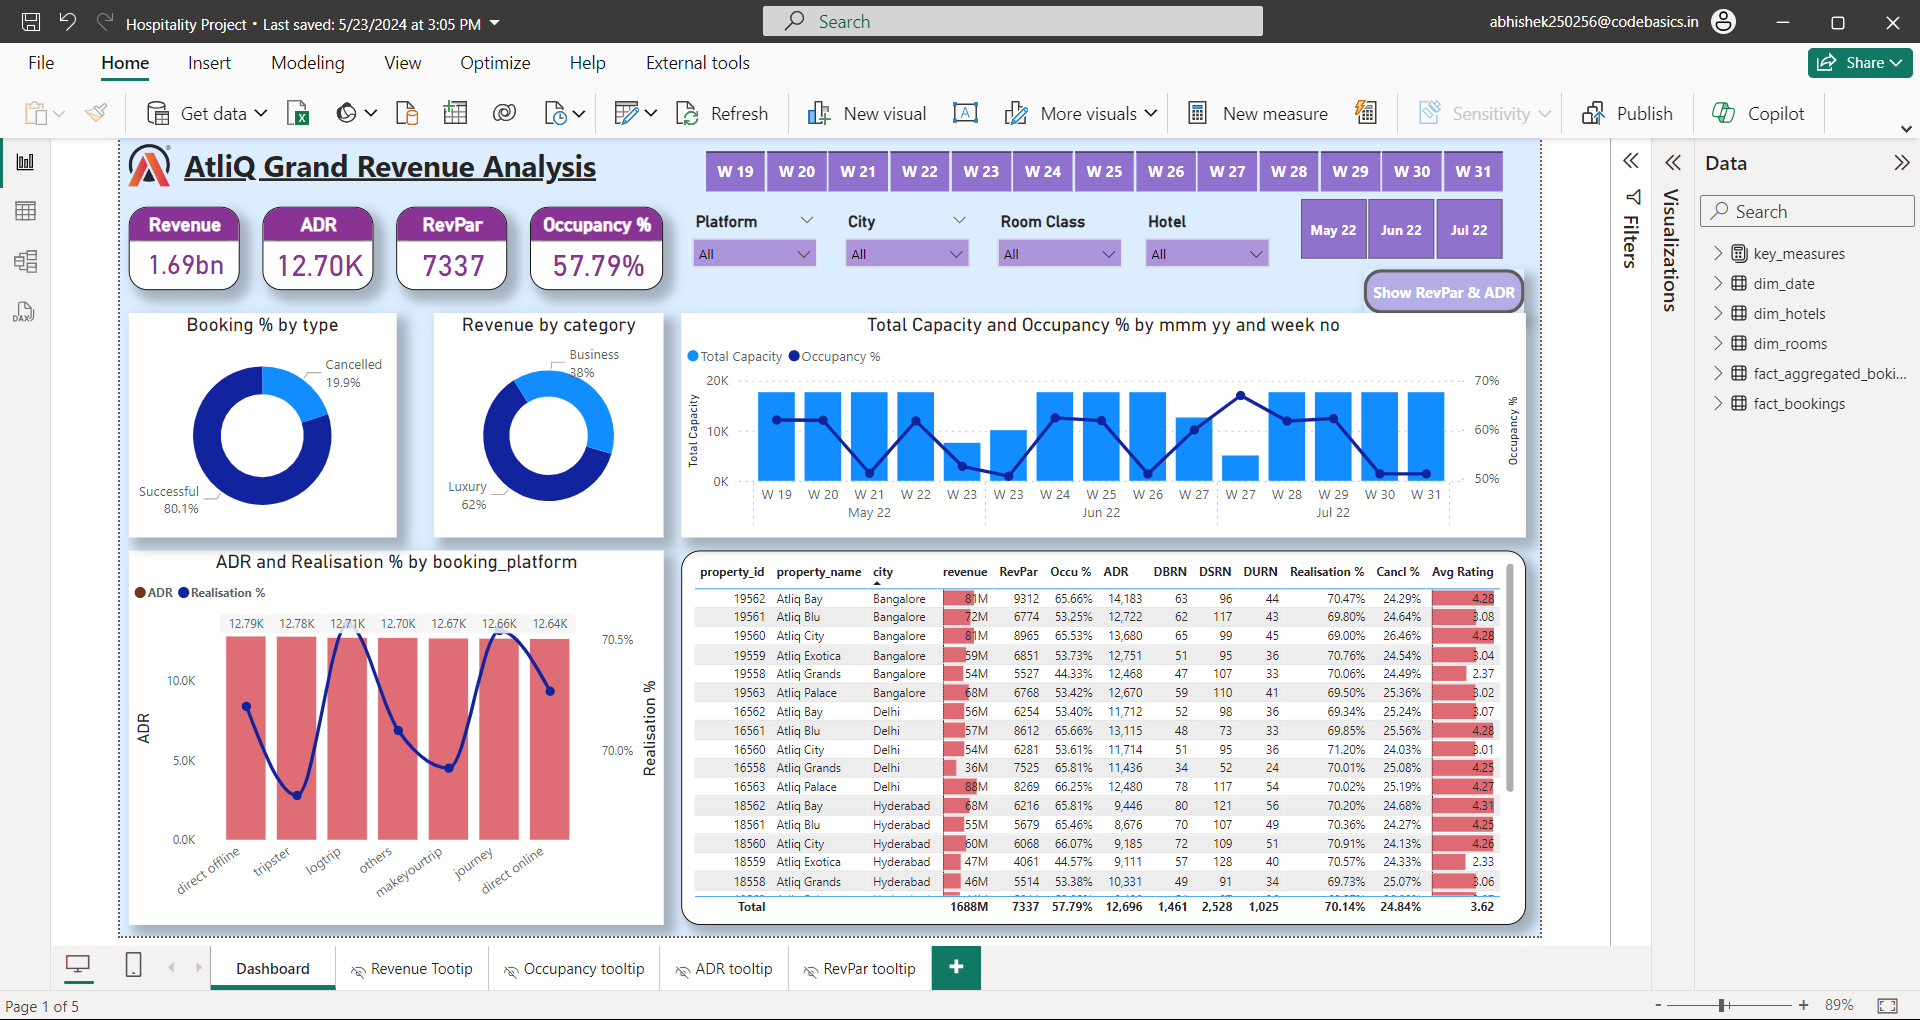 Hospitality Project • Last saved: 5/23/2024 at 3:05 PM
Search
abhishek250256@codebasics.in
File Home Insert Modeling View Optimize Help External tools
Share
Get data
Refresh
New visual
More visuals
New measure
Sensitivity
Publish
Copilot
AtliQ Grand Revenue Analysis
W 19 W 20 W 21 W 22 W 23 W 24 W 25 W 26 W 27 W 28 W 29 W 30 W 31
Revenue
1.69bn
ADR
12.70K
RevPar
7337
Occupancy %
57.79%
Platform
All
City
All
Room Class
All
Hotel
All
May 22 Jun 22 Jul 22
Show RevPar & ADR
Booking % by type
Cancelled
19.9%
Successful
80.1%
Revenue by category
Business
38%
Luxury
62%
Total Capacity and Occupancy % by mmm yy and week no
Total Capacity Occupancy %
Total Capacity
20K
10K
0K
70%
60%
50%
Occupancy %
W 19 W 20 W 21 W 22 W 23 W 23 W 24 W 25 W 26 W 27 W 27 W 28 W 29 W 30 W 31
May 22 Jun 22 Jul 22
ADR and Realisation % by booking_platform
ADR Realisation %
12.79K 12.78K 12.71K 12.70K 12.67K 12.66K 12.64K
ADR
10.0K
5.0K
0.0K
70.5%
70.0%
Realisation %
direct offline tripster logtrip others makeyourtrip journey direct online
property_id property_name city revenue RevPar Occu % ADR DBRN DSRN DURN Realisation % Cancl % Avg Rating
19562 Atliq Bay Bangalore 81M 9312 65.66% 14,183 63 96 44 70.47% 24.29% 4.28
19561 Atliq Blu Bangalore 72M 6774 53.25% 12,722 62 117 43 69.80% 24.64% 3.08
19560 Atliq City Bangalore 81M 8965 65.53% 13,680 65 99 45 69.00% 26.46% 4.28
19559 Atliq Exotica Bangalore 59M 6851 53.73% 12,751 51 95 36 70.76% 24.54% 3.04
19558 Atliq Grands Bangalore 54M 5527 44.33% 12,468 47 107 33 70.06% 24.49% 2.37
19563 Atliq Palace Bangalore 68M 6768 53.42% 12,670 59 110 41 69.50% 25.36% 3.02
16562 Atliq Bay Delhi 56M 6254 53.40% 11,712 52 98 36 69.34% 25.24% 3.07
16561 Atliq Blu Delhi 57M 8612 65.66% 13,115 48 73 33 69.85% 25.56% 4.28
16560 Atliq City Delhi 54M 6281 53.61% 11,714 51 95 36 71.20% 24.03% 3.01
16558 Atliq Grands Delhi 36M 7525 65.81% 11,436 34 52 24 70.01% 25.08% 4.25
16563 Atliq Palace Delhi 88M 8269 66.25% 12,480 78 117 54 70.02% 25.19% 4.27
18562 Atliq Bay Hyderabad 68M 6216 65.81% 9,446 80 121 56 70.20% 24.68% 4.31
18561 Atliq Blu Hyderabad 55M 5679 65.46% 8,676 70 107 49 70.36% 24.27% 4.25
18560 Atliq City Hyderabad 60M 6068 66.07% 9,185 72 109 51 70.91% 24.13% 4.26
18559 Atliq Exotica Hyderabad 47M 4061 44.57% 9,111 57 128 40 70.57% 24.33% 2.33
18558 Atliq Grands Hyderabad 46M 5514 53.38% 10,331 49 91 34 69.73% 25.07% 3.06
Total 1688M 7337 57.79% 12,696 1,461 2,528 1,025 70.14% 24.84% 3.62
Filters
Visualizations
Data
Search
key_measures
dim_date
dim_hotels
dim_rooms
fact_aggregated_boki...
fact_bookings
DAX
Dashboard
Revenue Tootip
Occupancy tooltip
ADR tooltip
RevPar tooltip
+
Page 1 of 5
- + 89%